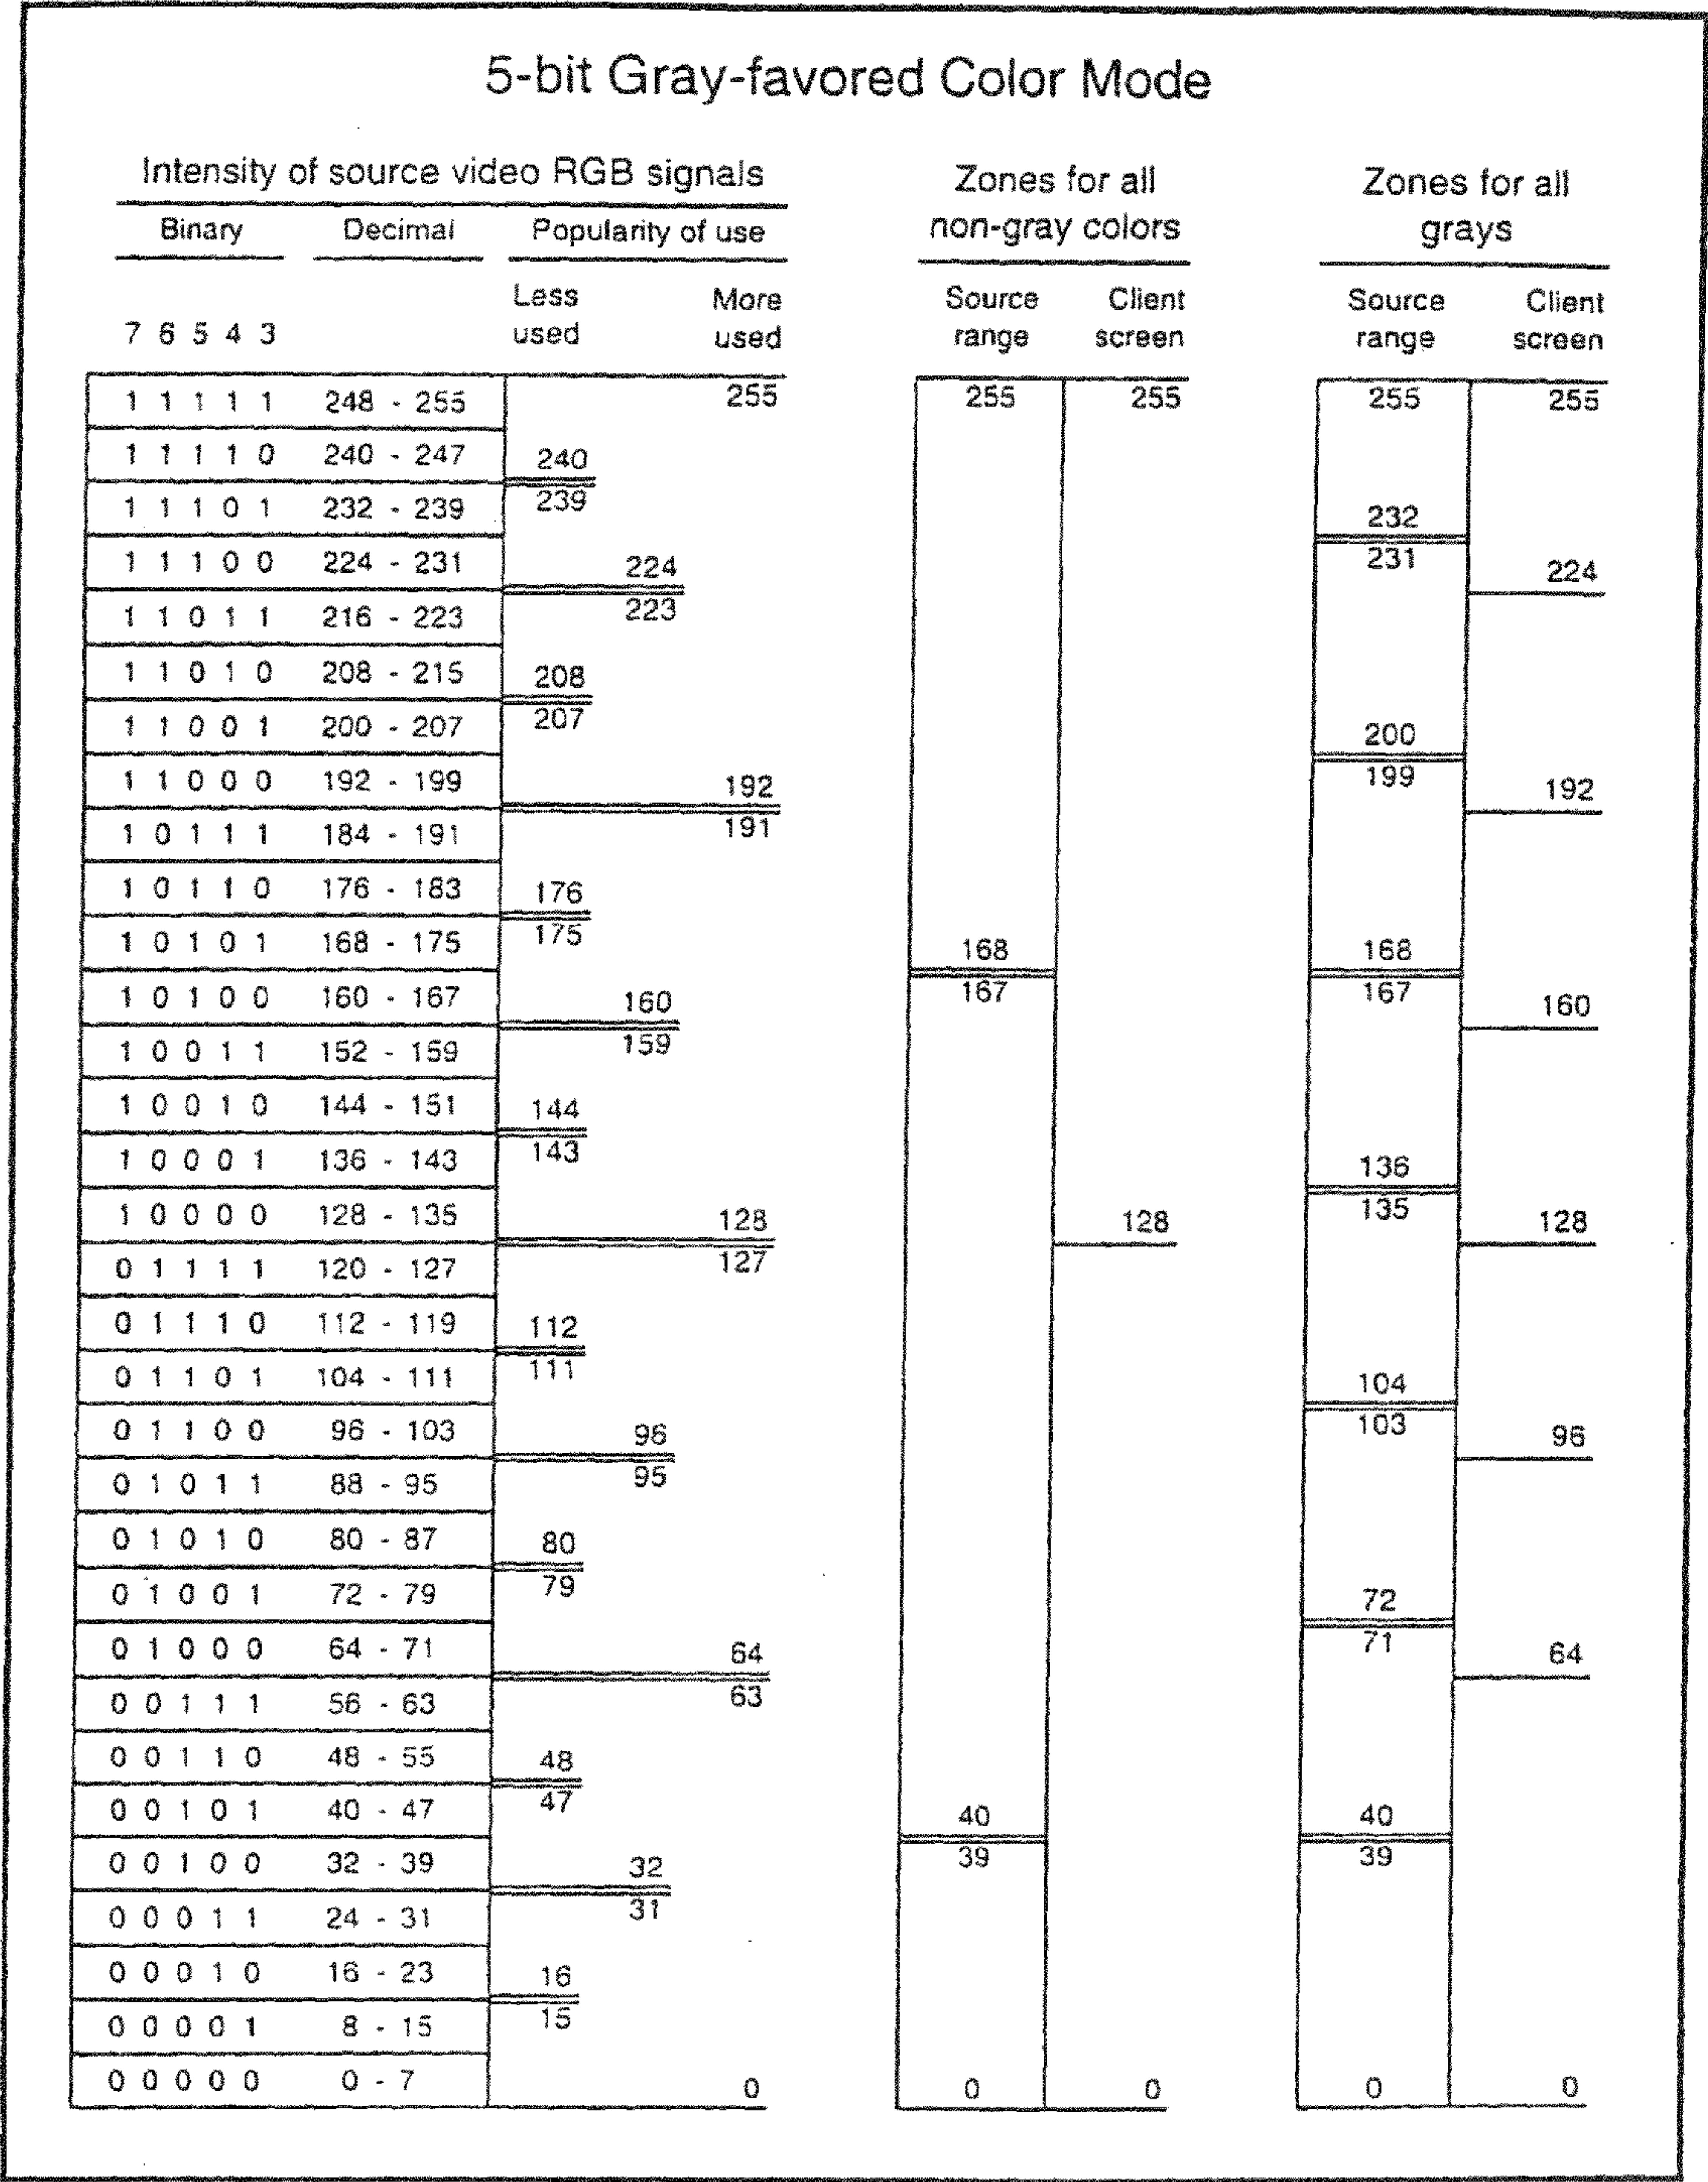 5-bit Gray-favored Color Mode
Intensity of source video RGB signals
Zones for all non-gray colors
Zones for all grays
Binary Decimal Popularity of use
7 6 5 4 3 Less used More used
Source range Client screen
Source range Client screen
1 1 1 1 1 248 - 255 255 255 255 255 255
1 1 1 1 0 240 - 247 240
1 1 1 0 1 232 - 239 239 232
1 1 1 0 0 224 - 231 224 231 224
1 1 0 1 1 216 - 223 223
1 1 0 1 0 208 - 215 208
1 1 0 0 1 200 - 207 207 200
1 1 0 0 0 192 - 199 192 199 192
1 0 1 1 1 184 - 191 191
1 0 1 1 0 176 - 183 176
1 0 1 0 1 168 - 175 175 168 168
1 0 1 0 0 160 - 167 160 167 167 160
1 0 0 1 1 152 - 159 159
1 0 0 1 0 144 - 151 144
1 0 0 0 1 136 - 143 143 136
1 0 0 0 0 128 - 135 128 128 135 128
0 1 1 1 1 120 - 127 127
0 1 1 1 0 112 - 119 112
0 1 1 0 1 104 - 111 111 104
0 1 1 0 0 96 - 103 96 103 96
0 1 0 1 1 88 - 95 95
0 1 0 1 0 80 - 87 80
0 1 0 0 1 72 - 79 79 72
0 1 0 0 0 64 - 71 64 71 64
0 0 1 1 1 56 - 63 63
0 0 1 1 0 48 - 55 48
0 0 1 0 1 40 - 47 47 40 40
0 0 1 0 0 32 - 39 32 39 39
0 0 0 1 1 24 - 31 31
0 0 0 1 0 16 - 23 16
0 0 0 0 1 8 - 15 15
0 0 0 0 0 0 - 7 0 0 0 0 0